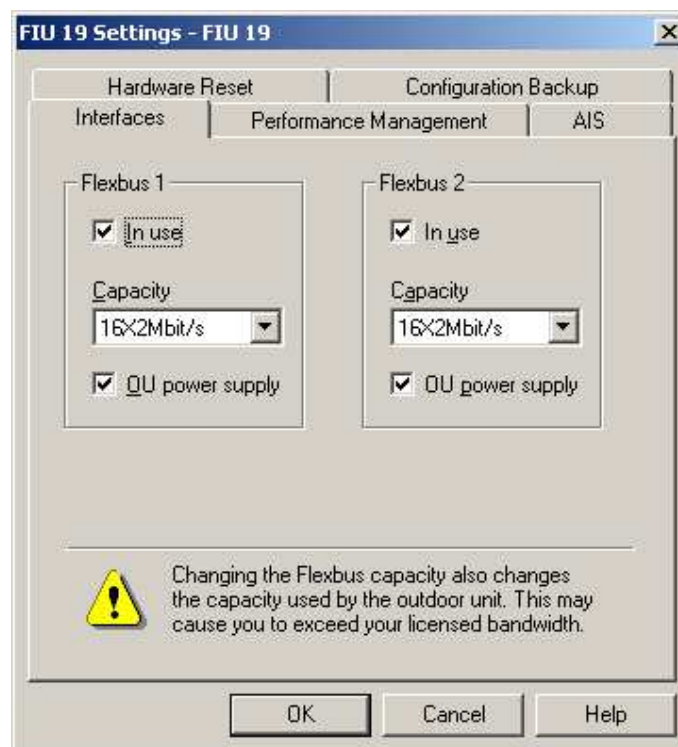 FIU 19 Settings - FIU 19
Hardware Reset
Configuration Backup
Interfaces
Performance Management
AIS
Flexbus 1
In use
Capacity
16X2Mbit/s
OU power supply
Flexbus 2
In use
Capacity
16X2Mbit/s
OU power supply
Changing the Flexbus capacity also changes
the capacity used by the outdoor unit. This may
cause you to exceed your licensed bandwidth.
OK
Cancel
Help